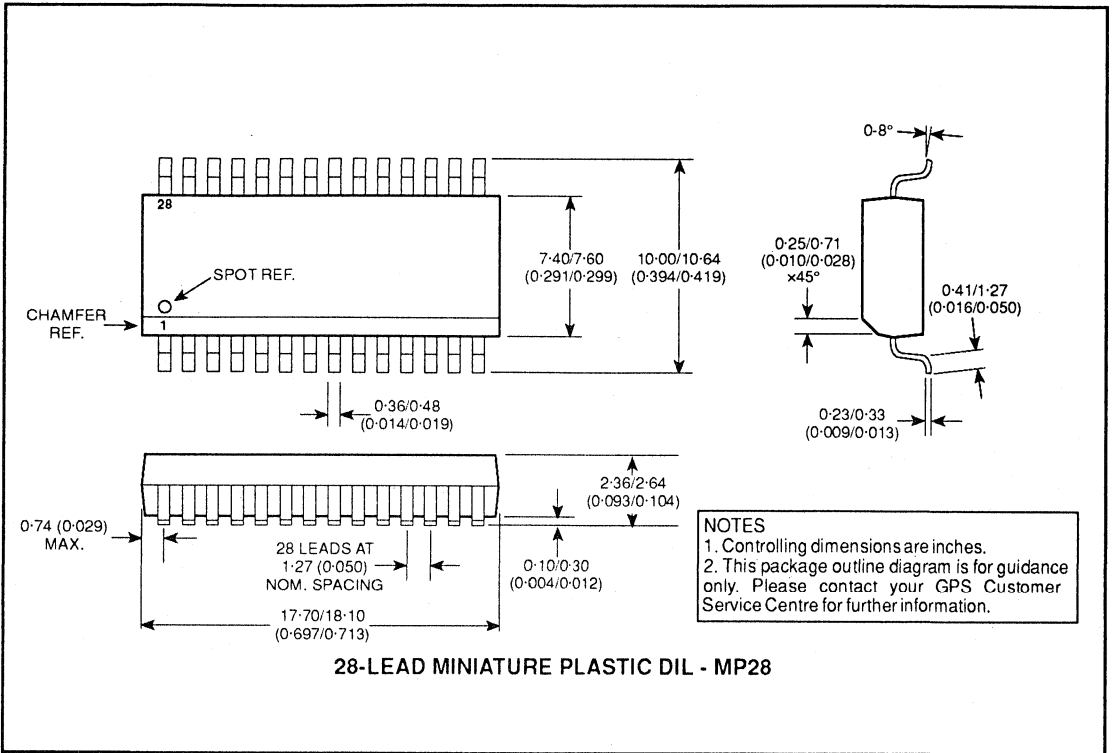 0-8°
28
SPOT REF.
CHAMFER
REF.
1
7·40/7·60
(0·291/0·299)
10·00/10·64
(0·394/0·419)
0·25/0·71
(0·010/0·028)
×45°
0·41/1·27
(0·016/0·050)
0·36/0·48
(0·014/0·019)
0·23/0·33
(0·009/0·013)
2·36/2·64
(0·093/0·104)
0·74 (0·029)
MAX.
28 LEADS AT
1·27 (0·050)
NOM. SPACING
0·10/0·30
(0·004/0·012)
17·70/18·10
(0·697/0·713)
NOTES
1. Controlling dimensions are inches.
2. This package outline diagram is for guidance
only. Please contact your GPS Customer
Service Centre for further information.
28-LEAD MINIATURE PLASTIC DIL - MP28